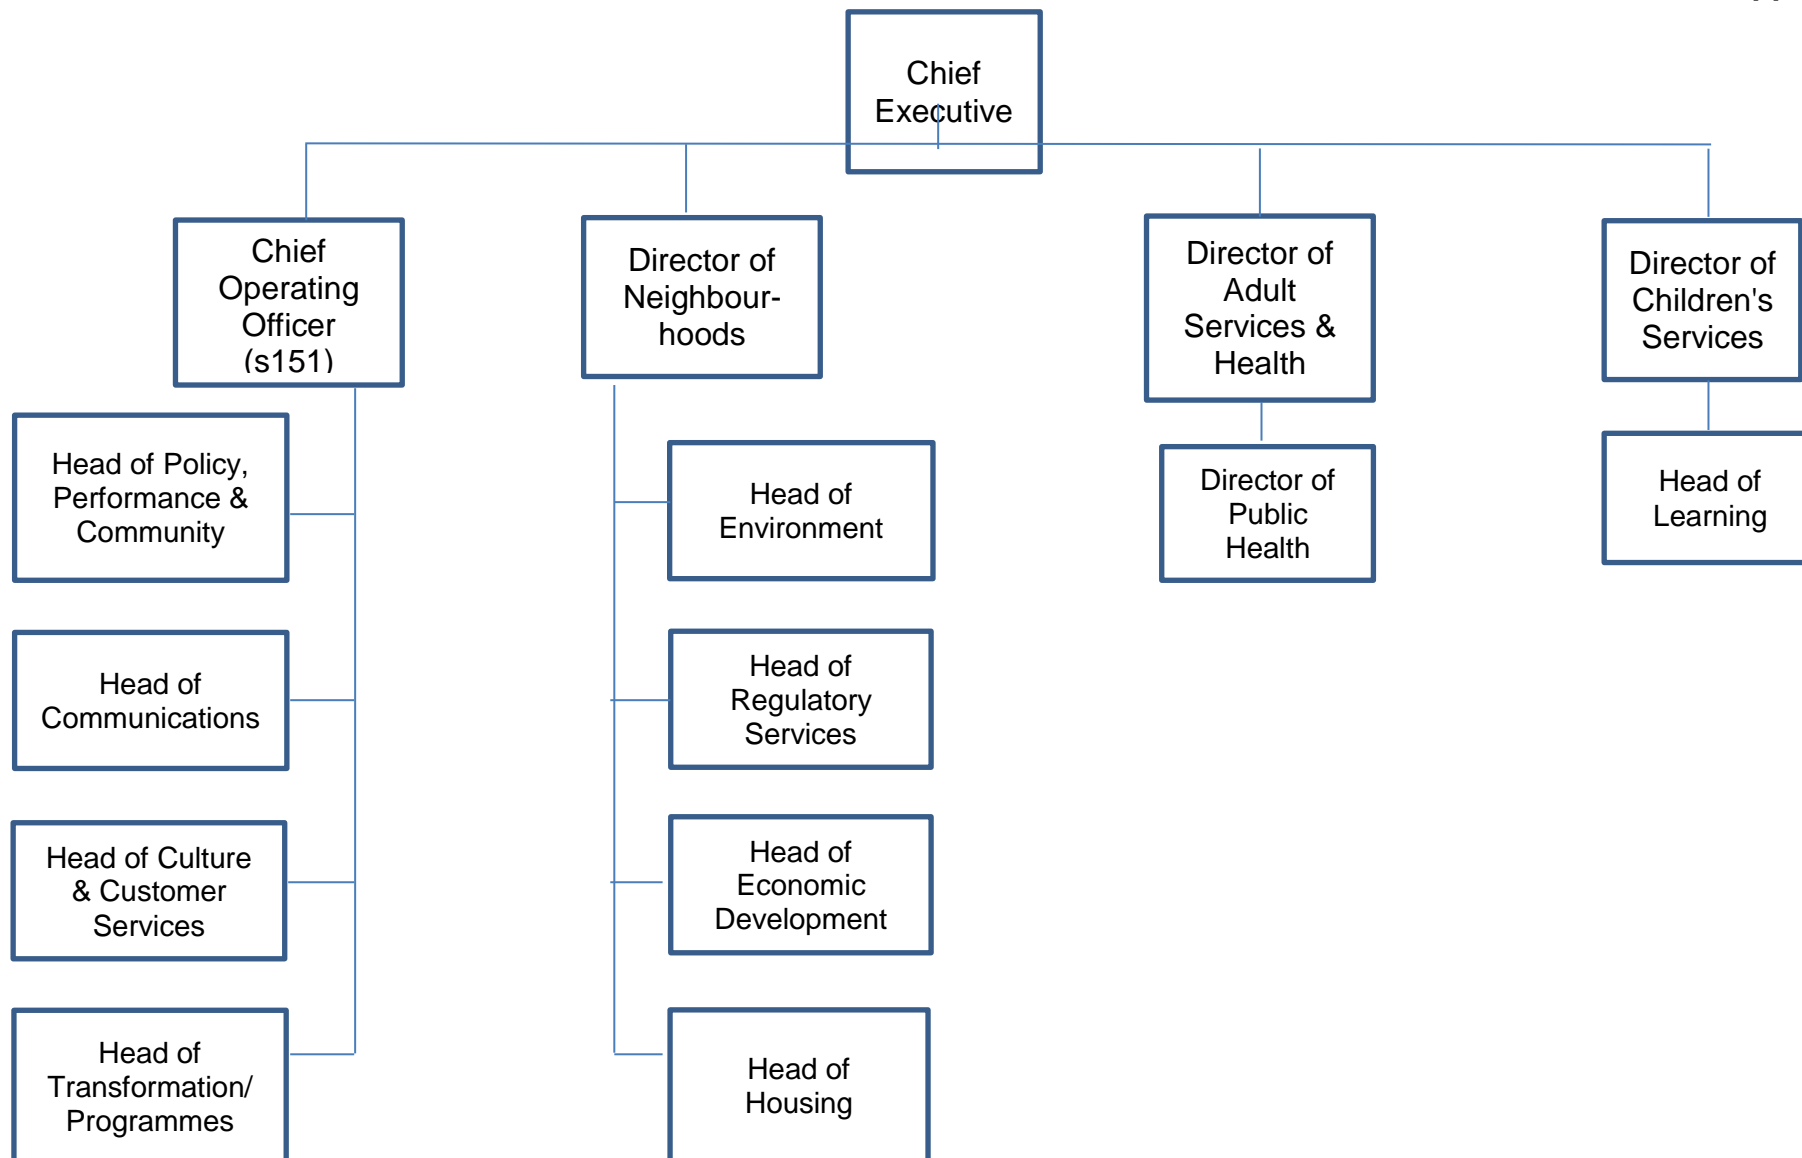 Chief
Executive
Chief
Operating
Officer
(s151)
Director of
Neighbour-
hoods
Director of
Adult
Services &
Health
Director of
Children's
Services
Head of Policy,
Performance &
Community
Head of
Environment
Director of
Public
Health
Head of
Learning
Head of
Communications
Head of
Regulatory
Services
Head of Culture
& Customer
Services
Head of
Economic
Development
Head of
Transformation/
Programmes
Head of
Housing